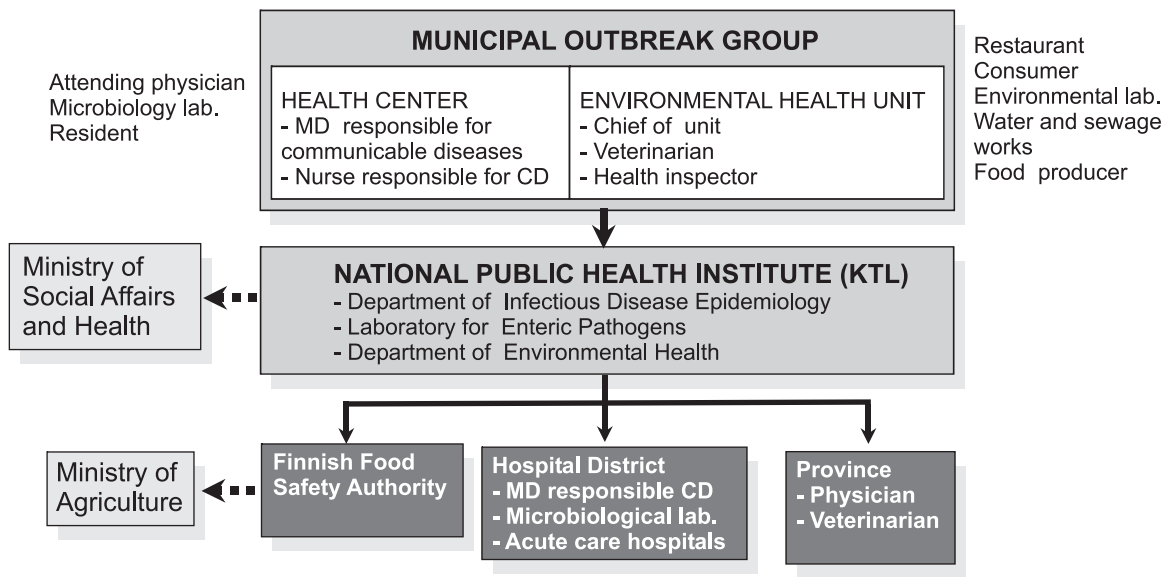 MUNICIPAL OUTBREAK GROUP
Attending physician
Microbiology lab.
Resident
HEALTH CENTER
- MD responsible for
communicable diseases
- Nurse responsible for CD
ENVIRONMENTAL HEALTH UNIT
- Chief of unit
- Veterinarian
- Health inspector
Restaurant
Consumer
Environmental lab.
Water and sewage
works
Food producer
Ministry of
Social Affairs
and Health
NATIONAL PUBLIC HEALTH INSTITUTE (KTL)
- Department of Infectious Disease Epidemiology
- Laboratory for Enteric Pathogens
- Department of Environmental Health
Ministry of
Agriculture
Finnish Food
Safety Authority
Hospital District
- MD responsible CD
- Microbiological lab.
- Acute care hospitals
Province
- Physician
- Veterinarian